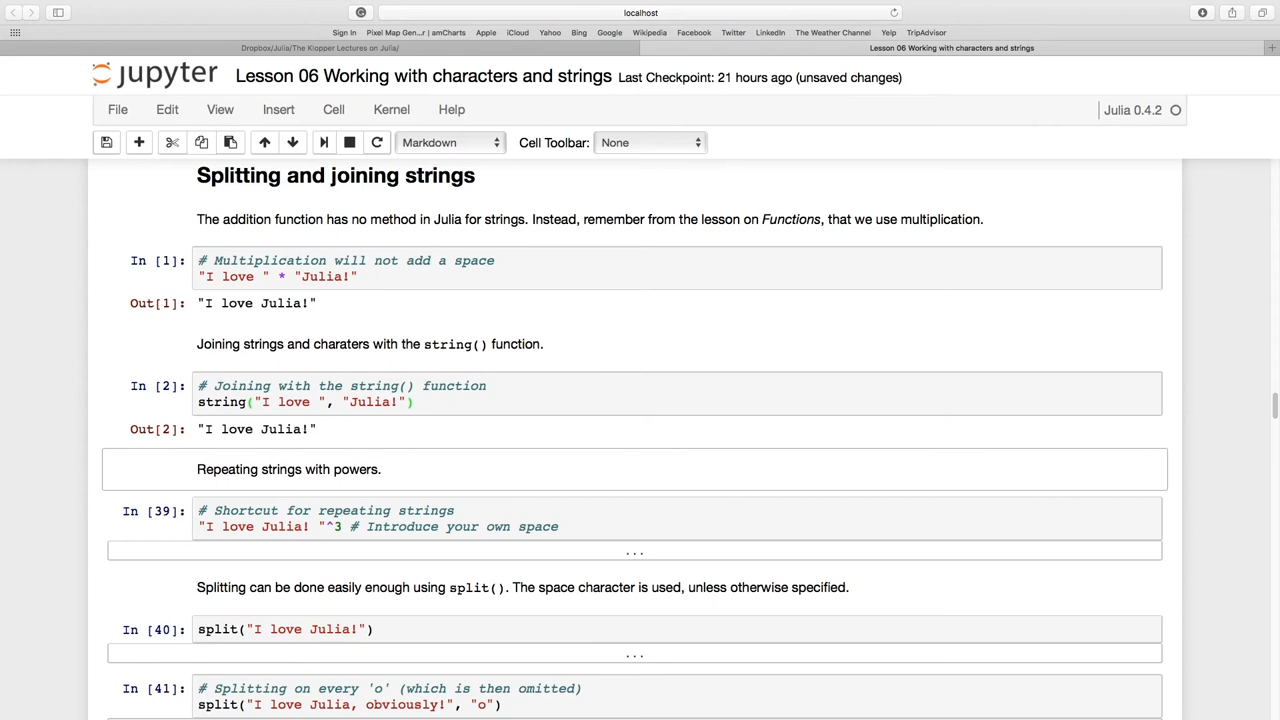 localhost
Sign In Pixel Map Gen...r | amCharts Apple iCloud Yahoo Bing Google Wikipedia Facebook Twitter LinkedIn The Weather Channel Yelp TripAdvisor
Dropbox/Julia/The Klopper Lectures on Julia/ Lesson 06 Working with characters and strings
jupyter Lesson 06 Working with characters and strings Last Checkpoint: 21 hours ago (unsaved changes)
File Edit View Insert Cell Kernel Help Julia 0.4.2
Markdown Cell Toolbar: None
Splitting and joining strings
The addition function has no method in Julia for strings. Instead, remember from the lesson on Functions, that we use multiplication.
In [1]: # Multiplication will not add a space
"I love " * "Julia!"
Out[1]: "I love Julia!"
Joining strings and charaters with the string() function.
In [2]: # Joining with the string() function
string("I love ", "Julia!")
Out[2]: "I love Julia!"
Repeating strings with powers.
In [39]: # Shortcut for repeating strings
"I love Julia! "^3 # Introduce your own space
...
Splitting can be done easily enough using split(). The space character is used, unless otherwise specified.
In [40]: split("I love Julia!")
...
In [41]: # Splitting on every 'o' (which is then omitted)
split("I love Julia, obviously!", "o")